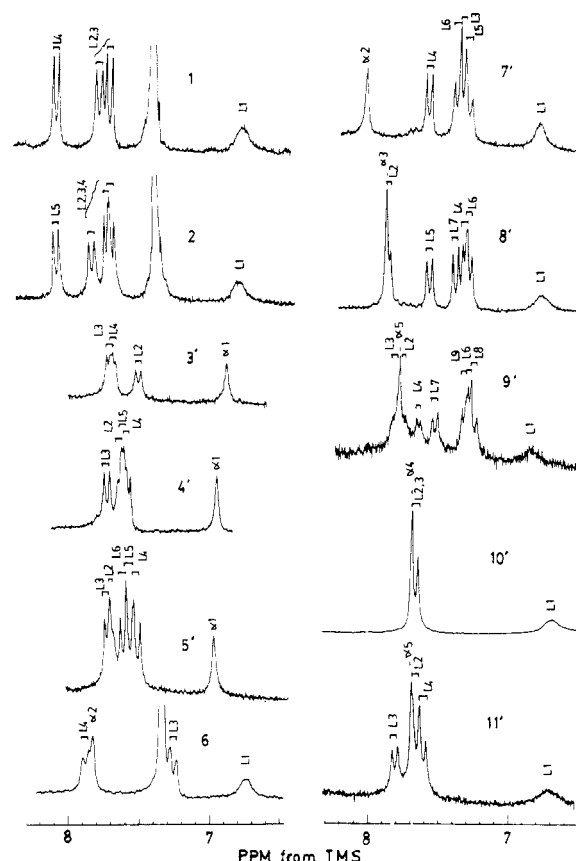 L4
L2,3
1
L1
L5
L2,3,4
2
L1
L3
L4
3'
L2
α1
L3
L2
L5
L4
4'
α1
L3
L2
L6
L5
L4
5'
α1
L4
α2
6
L3
L1
8
7
α2
L4
L6
L3
L5
7'
L1
α3
L2
L5
L7
L4
L6
8'
L1
L3
α5
L2
L4
L7
L9
L6
L8
9'
L1
α4
L2,3
10'
L1
L3
α5
L2
L4
11'
L1
8
7
PPM from TMS